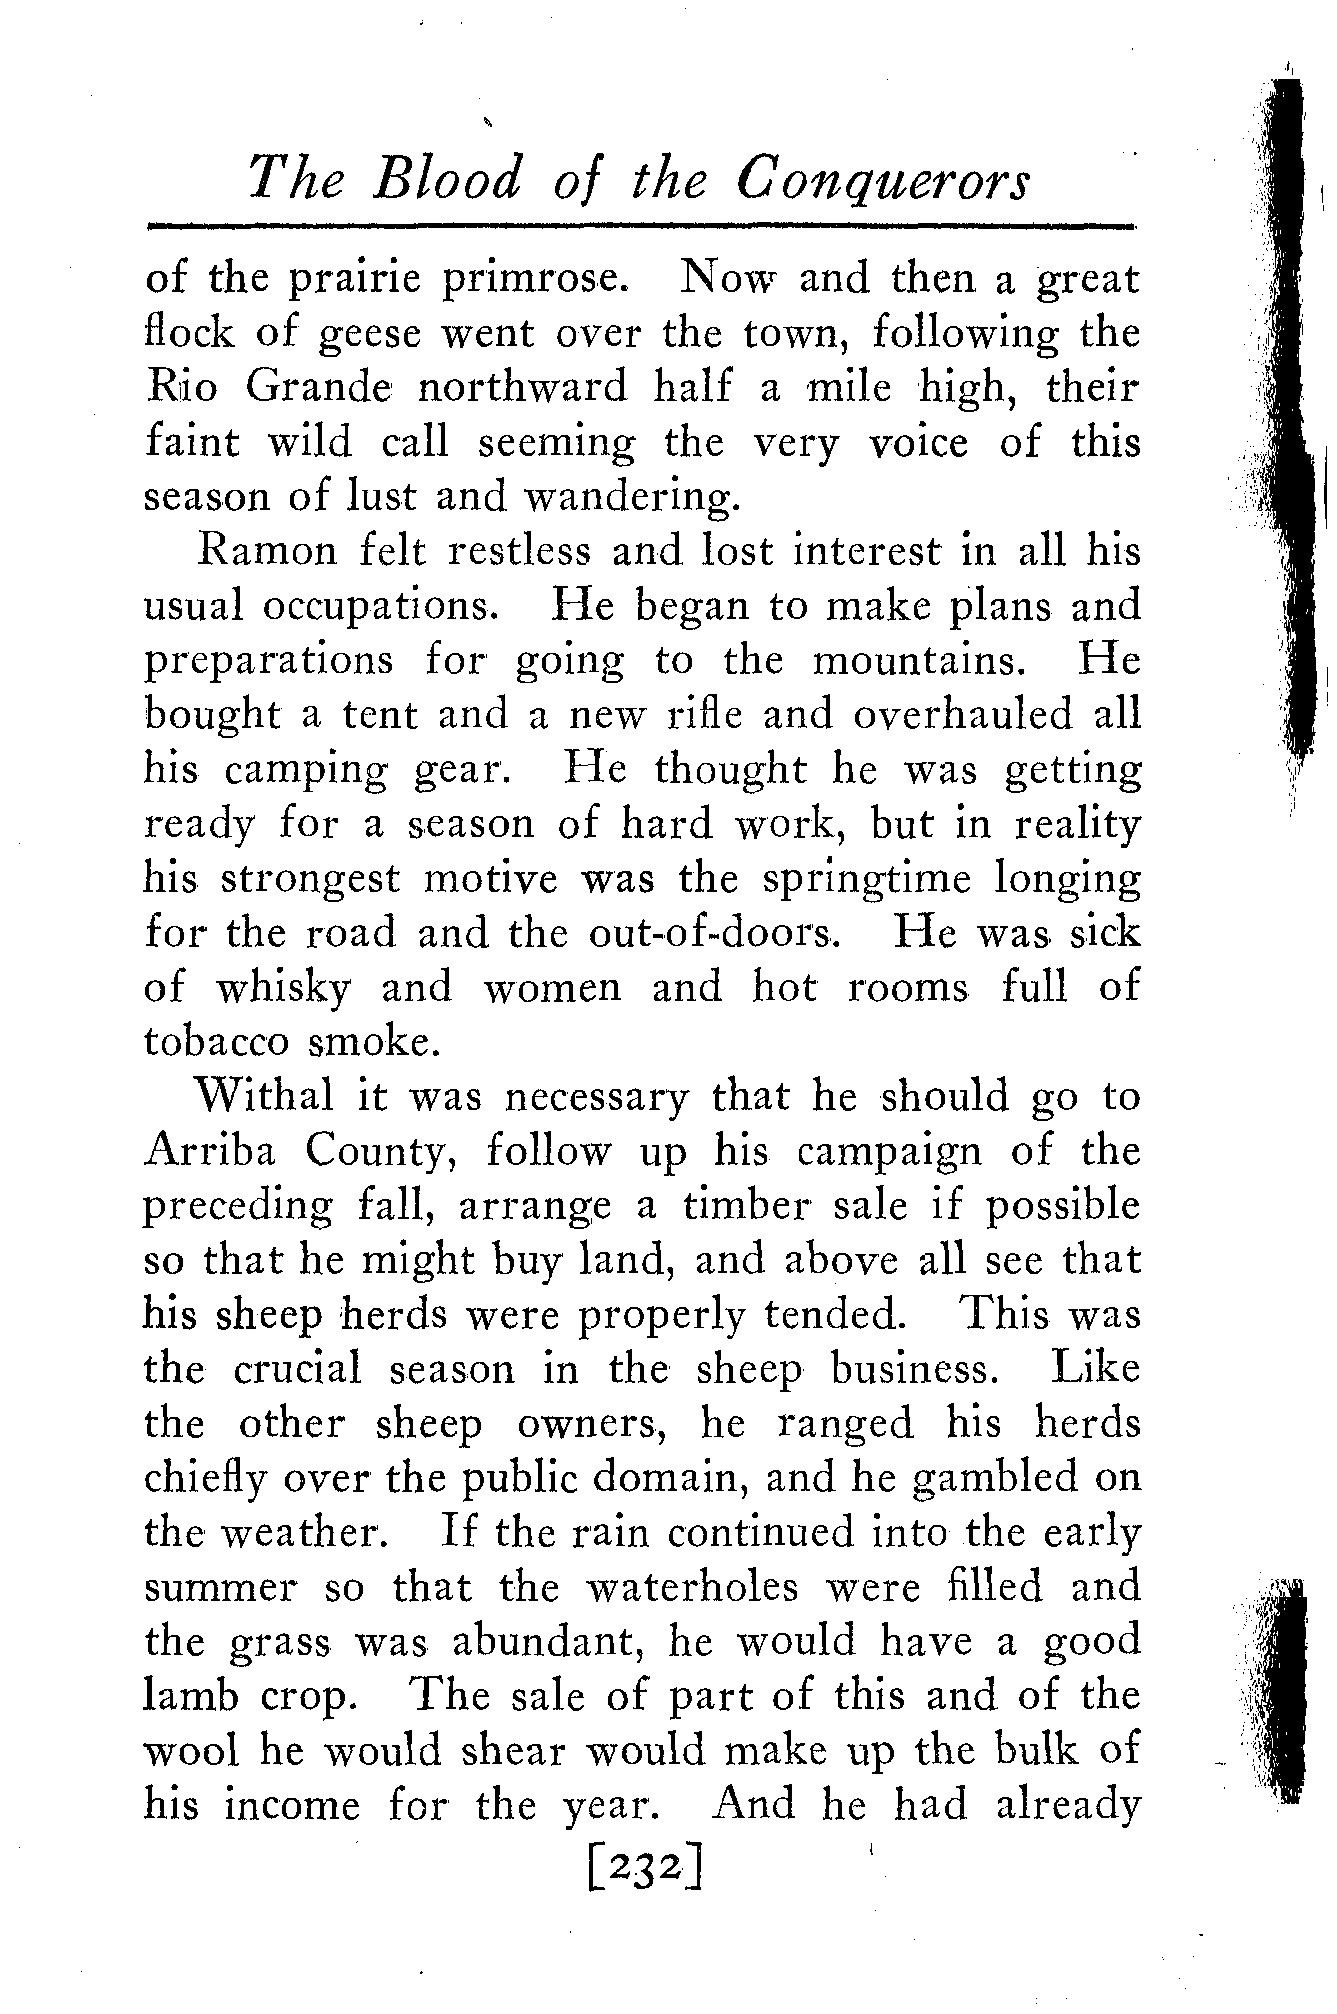 The Blood of the Conquerors
of the prairie primrose. Now and then a great
flock of geese went over the town, following the
Rio Grande northward half a mile high, their
faint wild call seeming the very voice of this
season of lust and wandering.
Ramon felt restless and lost interest in all his
usual occupations. He began to make plans and
preparations for going to the mountains. He
bought a tent and a new rifle and overhauled all
his camping gear. He thought he was getting
ready for a season of hard work, but in reality
his strongest motive was the springtime longing
for the road and the out-of-doors. He was sick
of whisky and women and hot rooms full of
tobacco smoke.
Withal it was necessary that he should go to
Arriba County, follow up his campaign of the
preceding fall, arrange a timber sale if possible
so that he might buy land, and above all see that
his sheep herds were properly tended. This was
the crucial season in the sheep business. Like
the other sheep owners, he ranged his herds
chiefly over the public domain, and he gambled on
the weather. If the rain continued into the early
summer so that the waterholes were filled and
the grass was abundant, he would have a good
lamb crop. The sale of part of this and of the
wool he would shear would make up the bulk of
his income for the year. And he had already
[232]